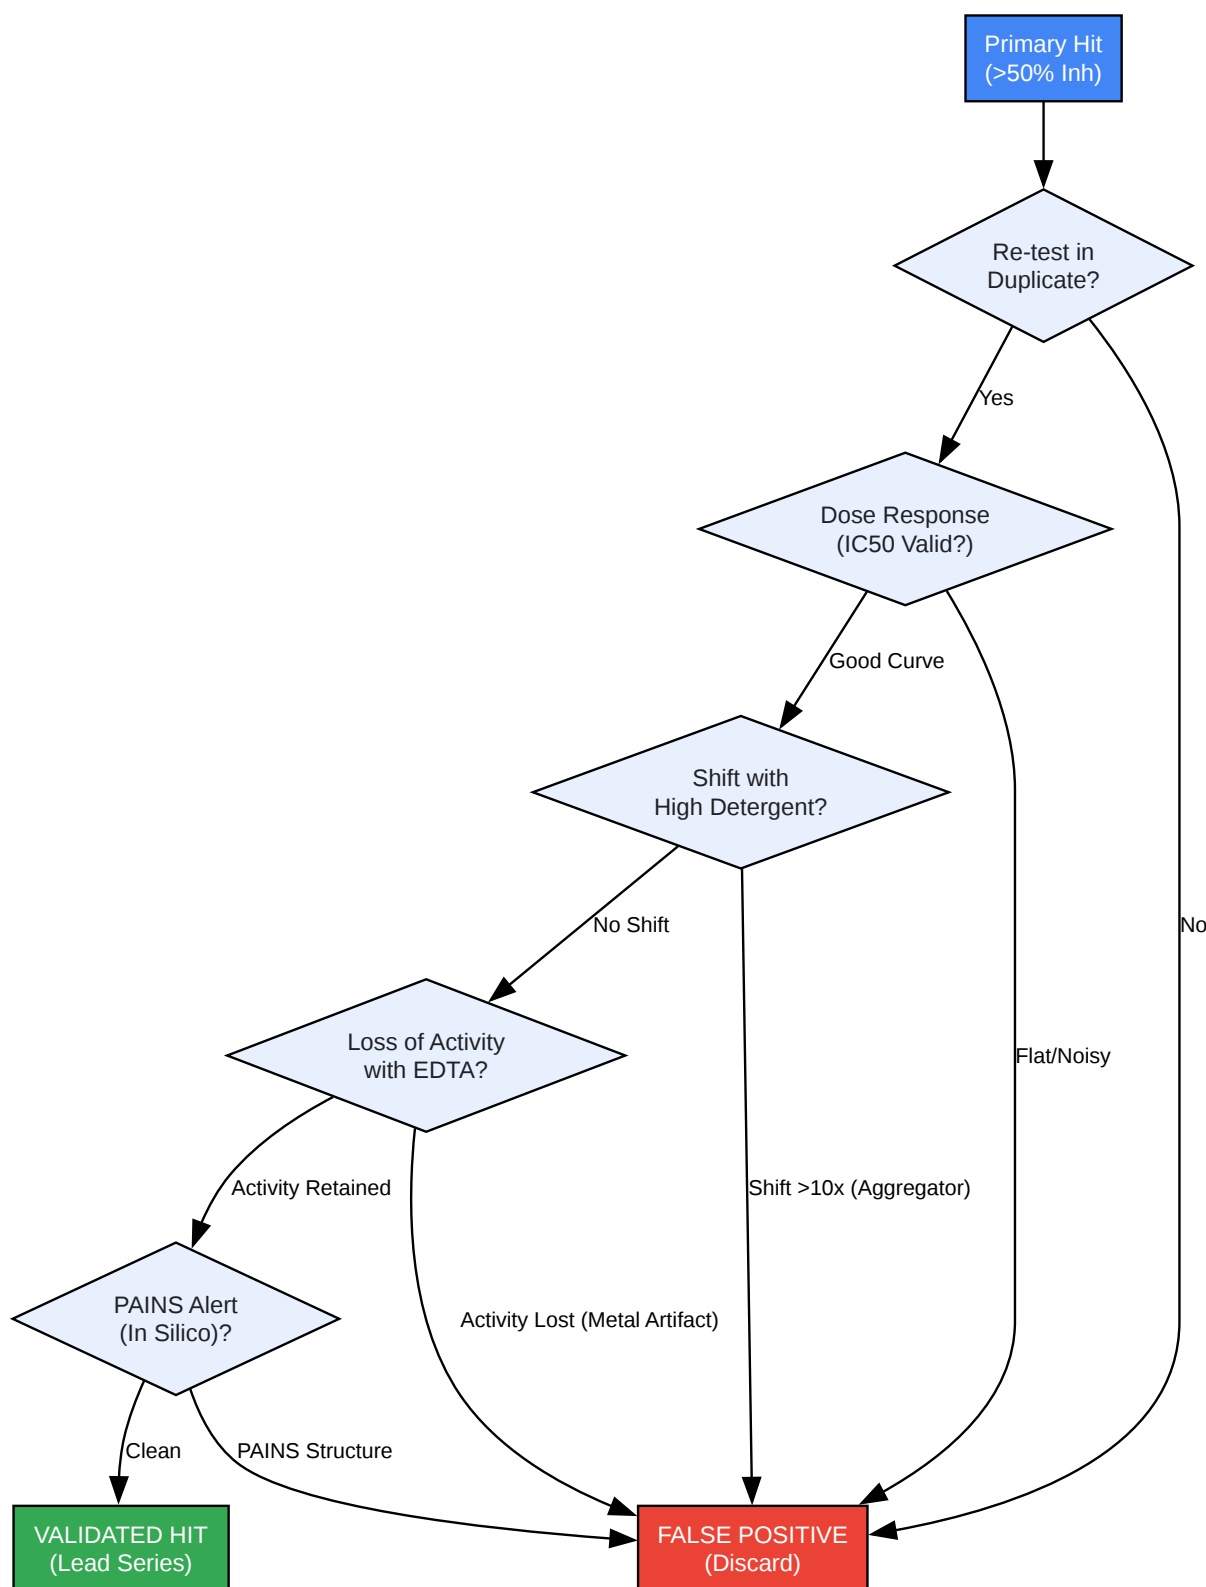 Primary Hit
(>50% Inh)
Re-test in
Duplicate?
Yes
Dose Response
(IC50 Valid?)
Good Curve
Shift with
High Detergent?
No Shift
No
Loss of Activity
with EDTA?
Flat/Noisy
Activity Retained
Shift >10x (Aggregator)
PAINS Alert
(In Silico)?
Activity Lost (Metal Artifact)
Clean
PAINS Structure
VALIDATED HIT
(Lead Series)
FALSE POSITIVE
(Discard)